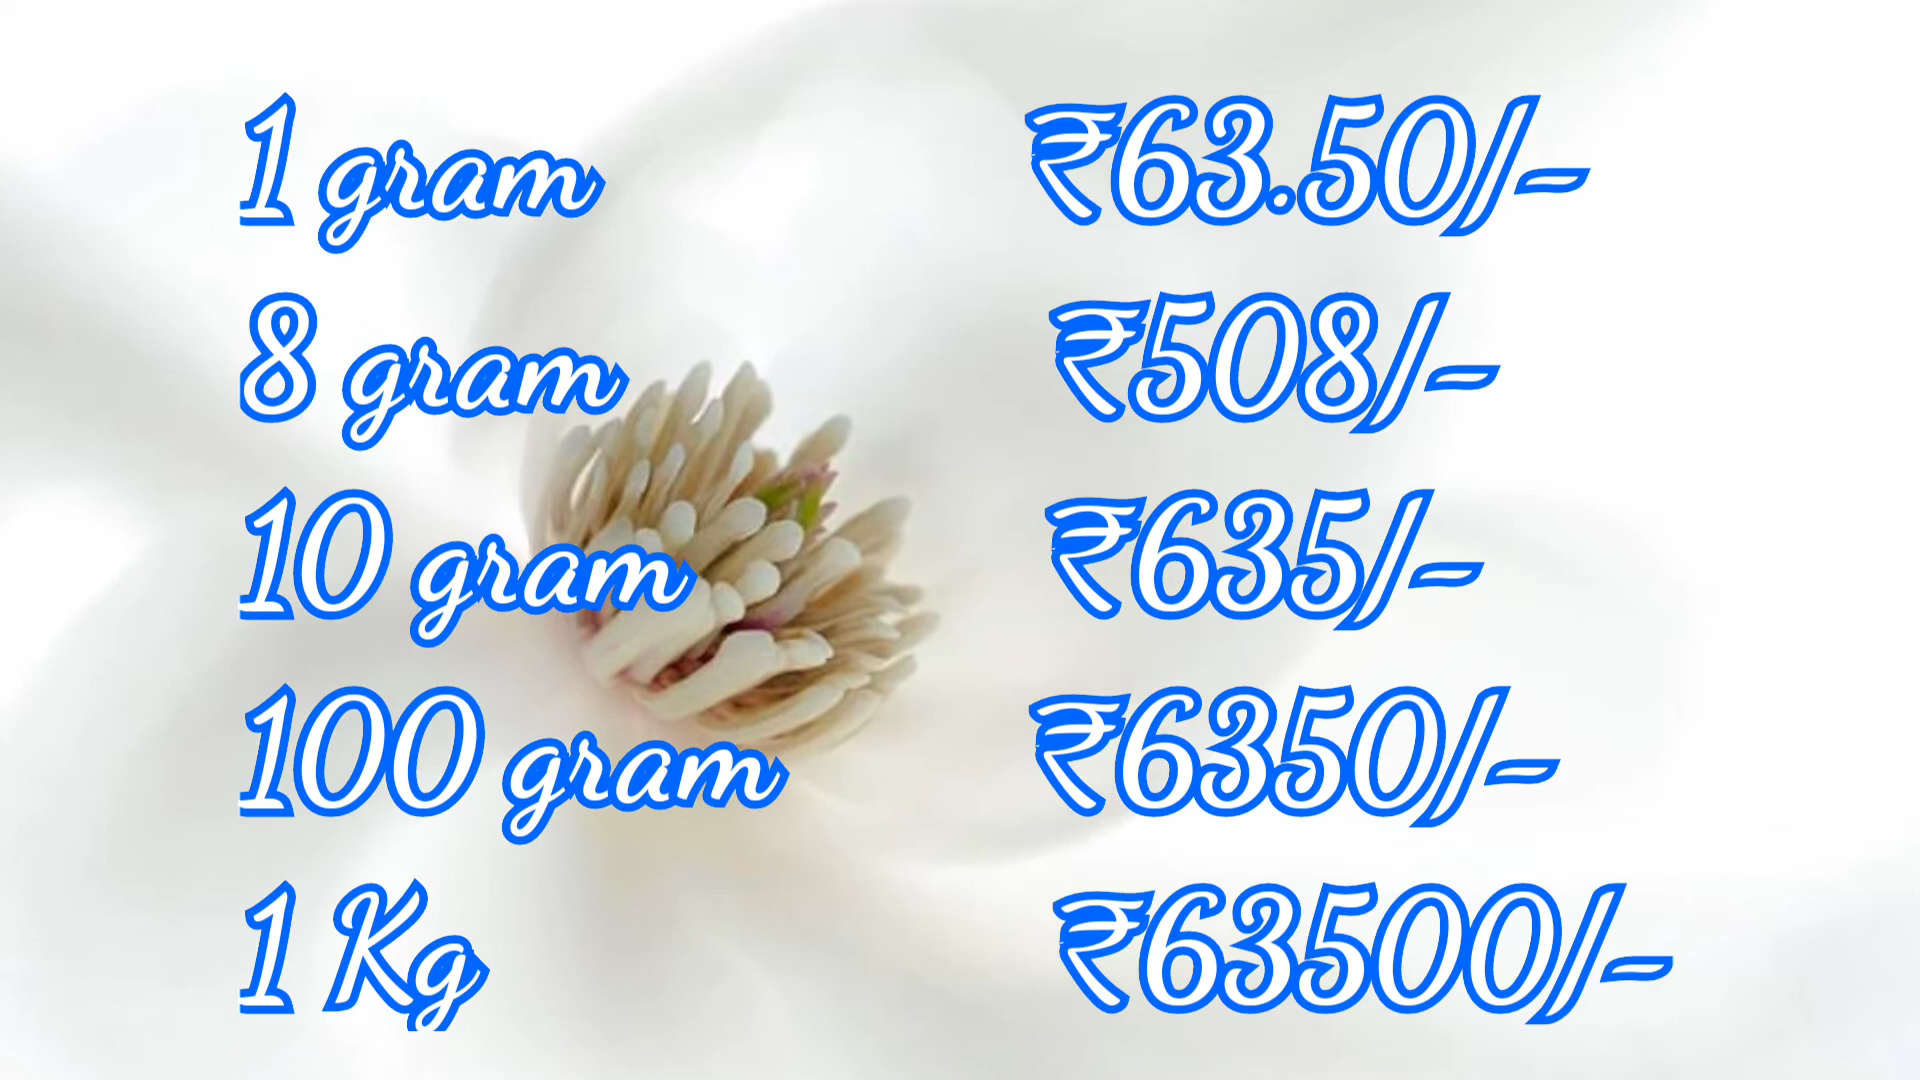 1 gram ₹63.50/-
8 gram ₹508/-
10 gram ₹635/-
100 gram ₹6350/-
1 Kg ₹63500/-